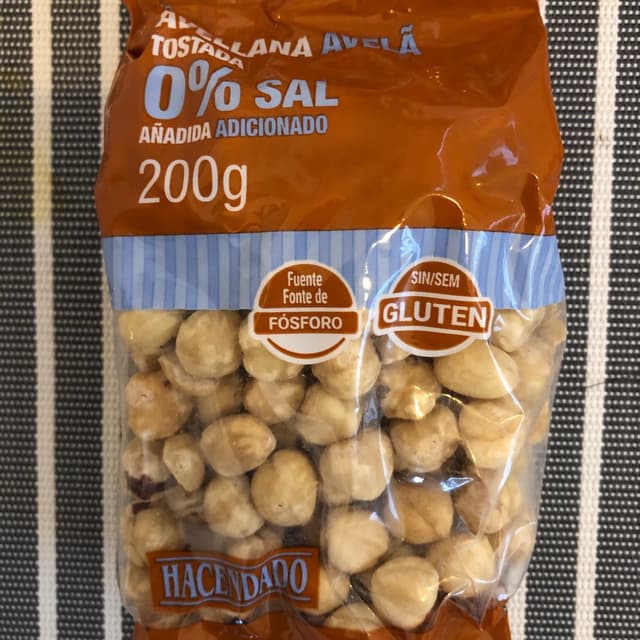 AVELLANA AVELÃ
TOSTADA
0% SAL
AÑADIDA ADICIONADO
200g
Fuente
Fonte de
FÓSFORO
SIN/SEM
GLUTEN
HACENDADO